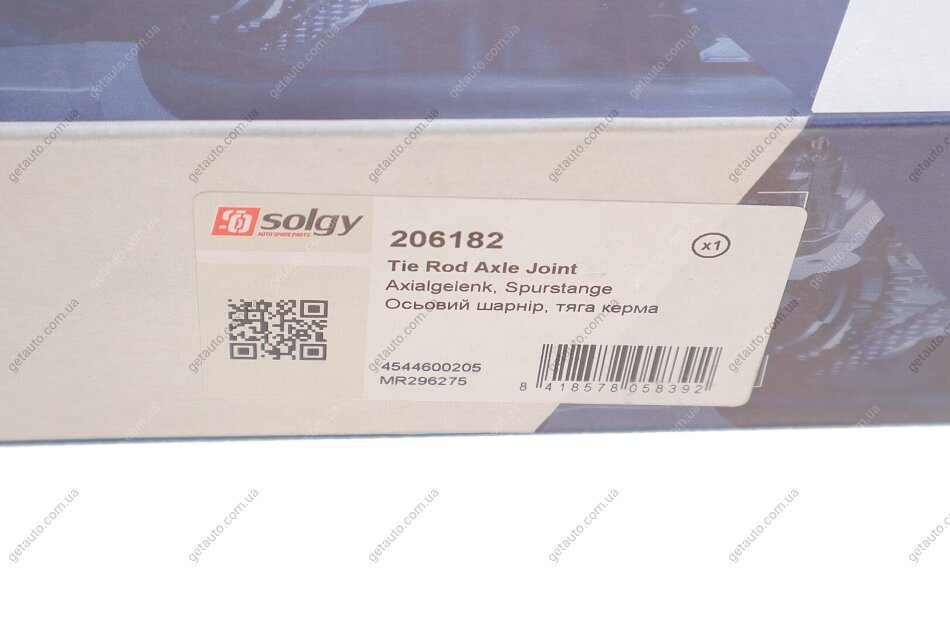 solgy
AUTO SPARE PARTS
206182
x1
Tie Rod Axle Joint
Axialgelenk, Spurstange
Осьовий шарнір, тяга керма
4544600205
MR296275
8 418578 058392
getauto.com.ua